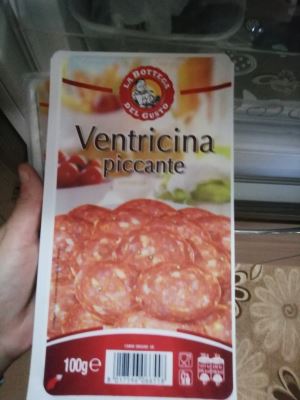 LA BOTTEGA
DEL GUSTO
Ventricina
piccante
100g e